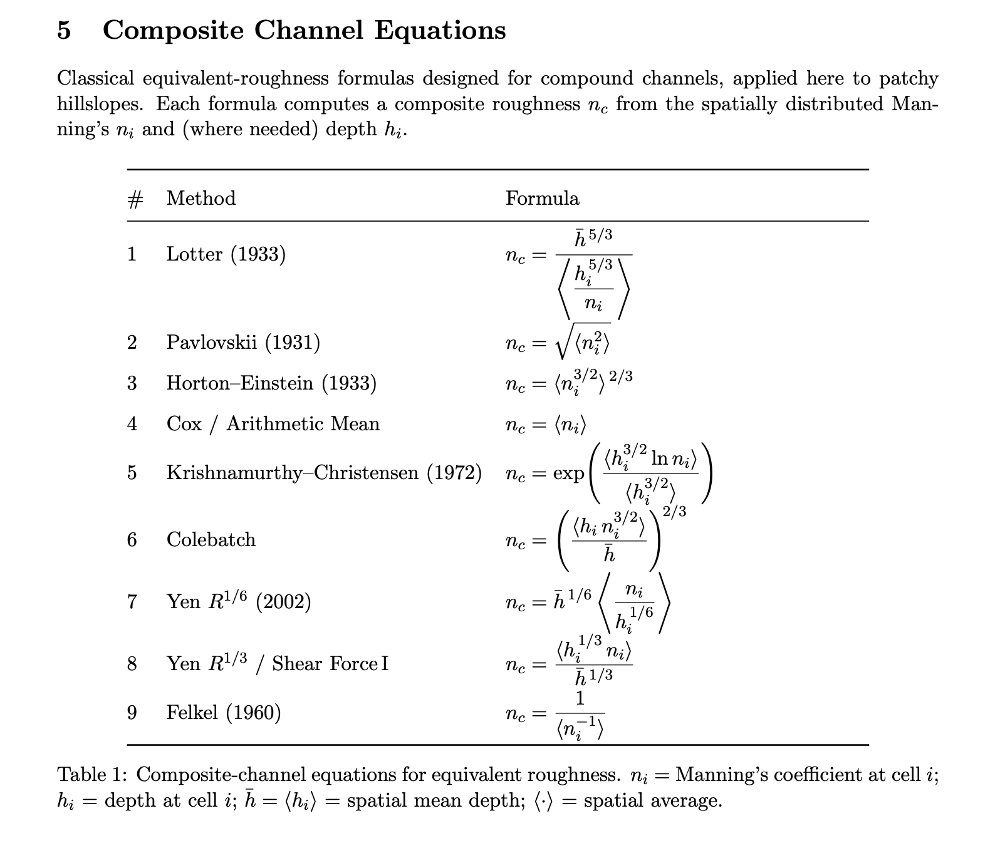 5 Composite Channel Equations
Classical equivalent-roughness formulas designed for compound channels, applied here to patchy
hillslopes. Each formula computes a composite roughness $n_c$ from the spatially distributed Man-
ning's $n_i$ and (where needed) depth $h_i$.
# Method Formula
1 Lotter (1933) $n_c = \dfrac{\bar{h}^{5/3}}{\left\langle \dfrac{h_i^{5/3}}{n_i} \right\rangle}$
2 Pavlovskii (1931) $n_c = \sqrt{\langle n_i^2 \rangle}$
3 Horton–Einstein (1933) $n_c = \langle n_i^{3/2} \rangle^{2/3}$
4 Cox / Arithmetic Mean $n_c = \langle n_i \rangle$
5 Krishnamurthy–Christensen (1972) $n_c = \exp\left( \dfrac{\langle h_i^{3/2} \ln n_i \rangle}{\langle h_i^{3/2} \rangle} \right)$
6 Colebatch $n_c = \left( \dfrac{\langle h_i \, n_i^{3/2} \rangle}{\bar{h}} \right)^{2/3}$
7 Yen $R^{1/6}$ (2002) $n_c = \bar{h}^{1/6} \left\langle \dfrac{n_i}{h_i^{1/6}} \right\rangle$
8 Yen $R^{1/3}$ / Shear Force I $n_c = \dfrac{\langle h_i^{1/3} \, n_i \rangle}{\bar{h}^{1/3}}$
9 Felkel (1960) $n_c = \dfrac{1}{\langle n_i^{-1} \rangle}$
Table 1: Composite-channel equations for equivalent roughness. $n_i$ = Manning's coefficient at cell $i$;
$h_i$ = depth at cell $i$; $\bar{h} = \langle h_i \rangle$ = spatial mean depth; $\langle \cdot \rangle$ = spatial average.